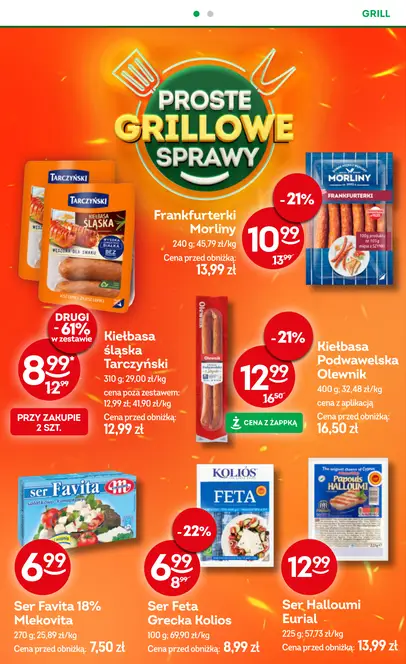 GRILL
PROSTE
GRILLOWE
SPRAWY
TARCZYŃSKI
TARCZYŃSKI
KIEŁBASA
ŚLĄSKA
MORLINY
FRANKFURTERKI
-21%
Frankfurterki
Morliny
240 g; 45,79 zł/kg
Cena przed obniżką:
13,99 zł
10 99
13 99
DRUGI
-61%
w zestawie
8 99*
12 99
PRZY ZAKUPIE
2 SZT.
Kiełbasa
śląska
Tarczyński
310 g; 29,00 zł/kg
cena poza zestawem:
12,99 zł; 41,90 zł/kg
Cena przed obniżką:
12,99 zł
Olewnik
-21%
12 99
16 50
CENA Z ŻAPPKĄ
Kiełbasa
Podwawelska
Olewnik
400 g; 32,48 zł/kg
cena z aplikacją
Cena przed obniżką:
16,50 zł
ser Favita
6 99
Ser Favita 18%
Mlekovita
270 g; 25,89 zł/kg
Cena przed obniżką: 7,50 zł
KOLIOS
FETA
-22%
6 99
8 99
Ser Feta
Grecka Kolios
100 g; 69,90 zł/kg
Cena przed obniżką: 8,99 zł
Papouis
HALLOUMI
12 99
Ser Halloumi
Eurial
225 g; 57,73 zł/kg
Cena przed obniżką: 13,99 zł